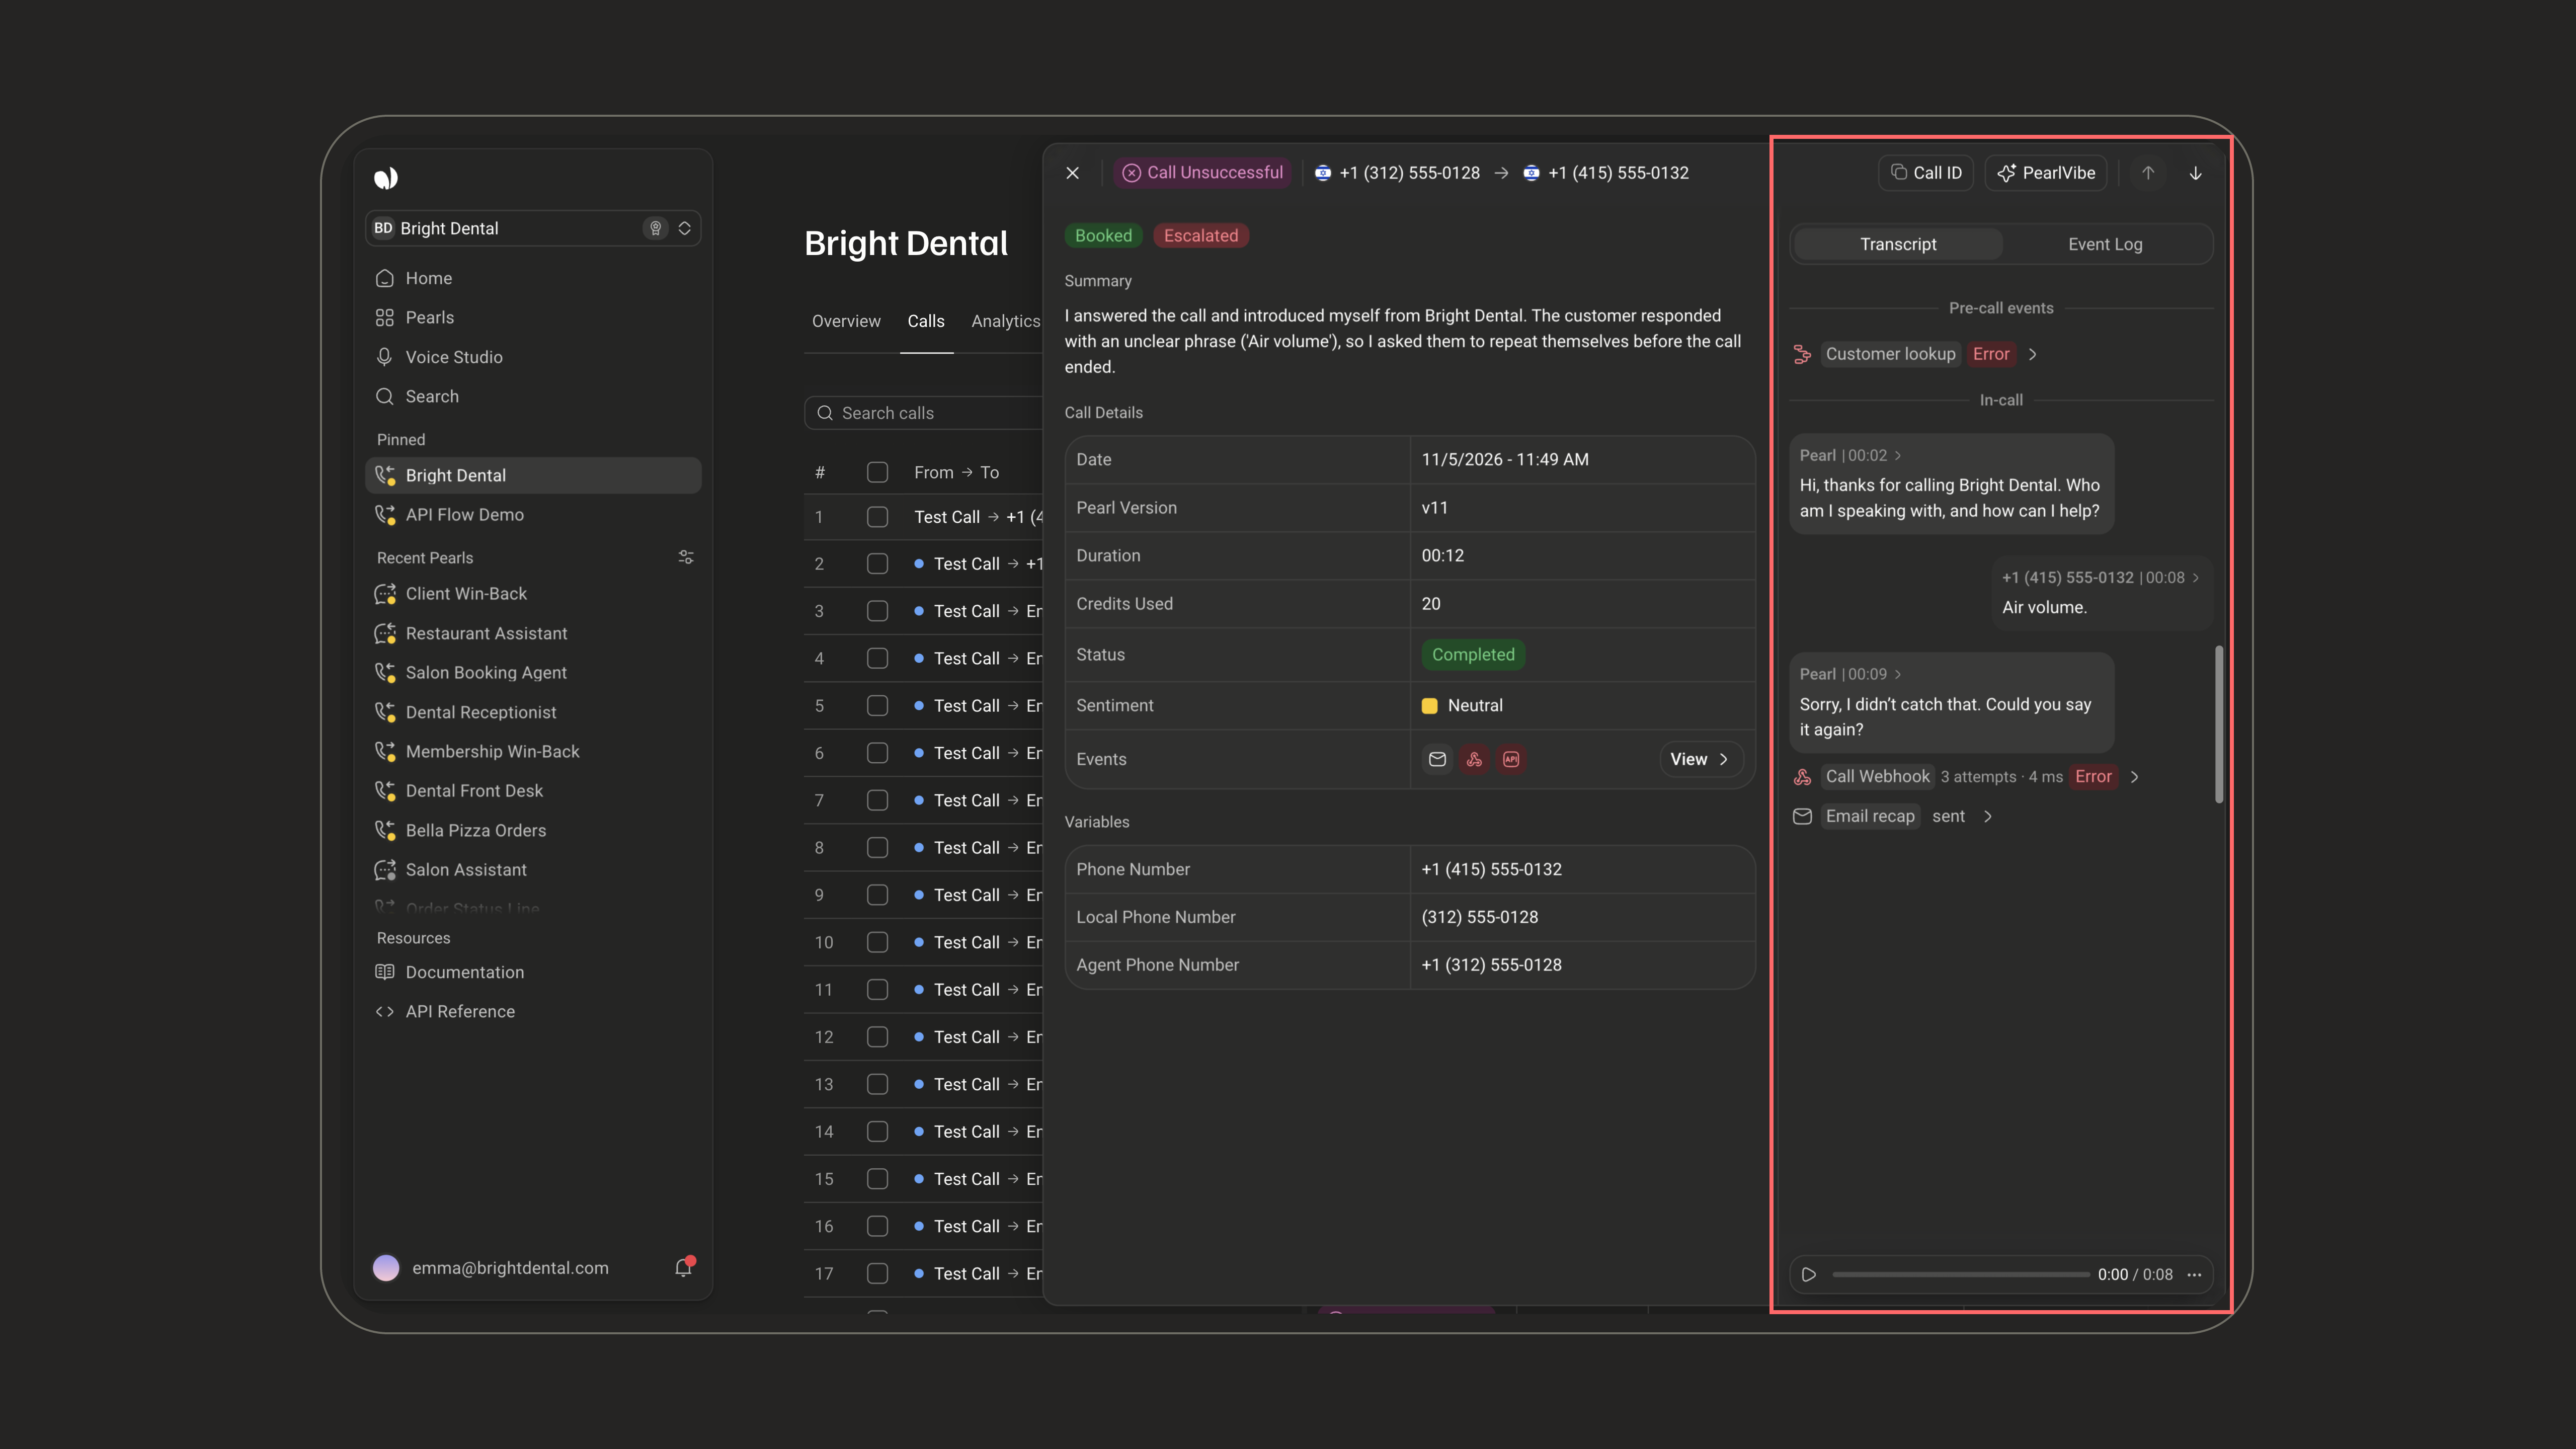 BD Bright Dental
Home
Pearls
Voice Studio
Search
Pinned
Bright Dental
API Flow Demo
Recent Pearls
Client Win-Back
Restaurant Assistant
Salon Booking Agent
Dental Receptionist
Membership Win-Back
Dental Front Desk
Bella Pizza Orders
Salon Assistant
Order Status Line
Resources
Documentation
API Reference
emma@brightdental.com
Bright Dental
Overview Calls Analytics
Search calls
# From → To
1 Test Call → +1 (4
2 Test Call → +1
3 Test Call → Er
4 Test Call → Er
5 Test Call → Er
6 Test Call → Er
7 Test Call → Er
8 Test Call → Er
9 Test Call → Er
10 Test Call → Er
11 Test Call → Er
12 Test Call → Er
13 Test Call → Er
14 Test Call → Er
15 Test Call → Er
16 Test Call → Er
17 Test Call → Er
Call Unsuccessful +1 (312) 555-0128 → +1 (415) 555-0132
Booked Escalated
Summary
I answered the call and introduced myself from Bright Dental. The customer responded
with an unclear phrase ('Air volume'), so I asked them to repeat themselves before the call
ended.
Call Details
Date 11/5/2026 - 11:49 AM
Pearl Version v11
Duration 00:12
Credits Used 20
Status Completed
Sentiment Neutral
Events API View
Variables
Phone Number +1 (415) 555-0132
Local Phone Number (312) 555-0128
Agent Phone Number +1 (312) 555-0128
Call ID PearlVibe
Transcript Event Log
Pre-call events
Customer lookup Error
In-call
Pearl | 00:02
Hi, thanks for calling Bright Dental. Who
am I speaking with, and how can I help?
+1 (415) 555-0132 | 00:08
Air volume.
Pearl | 00:09
Sorry, I didn’t catch that. Could you say
it again?
Call Webhook 3 attempts · 4 ms Error
Email recap sent
0:00 / 0:08